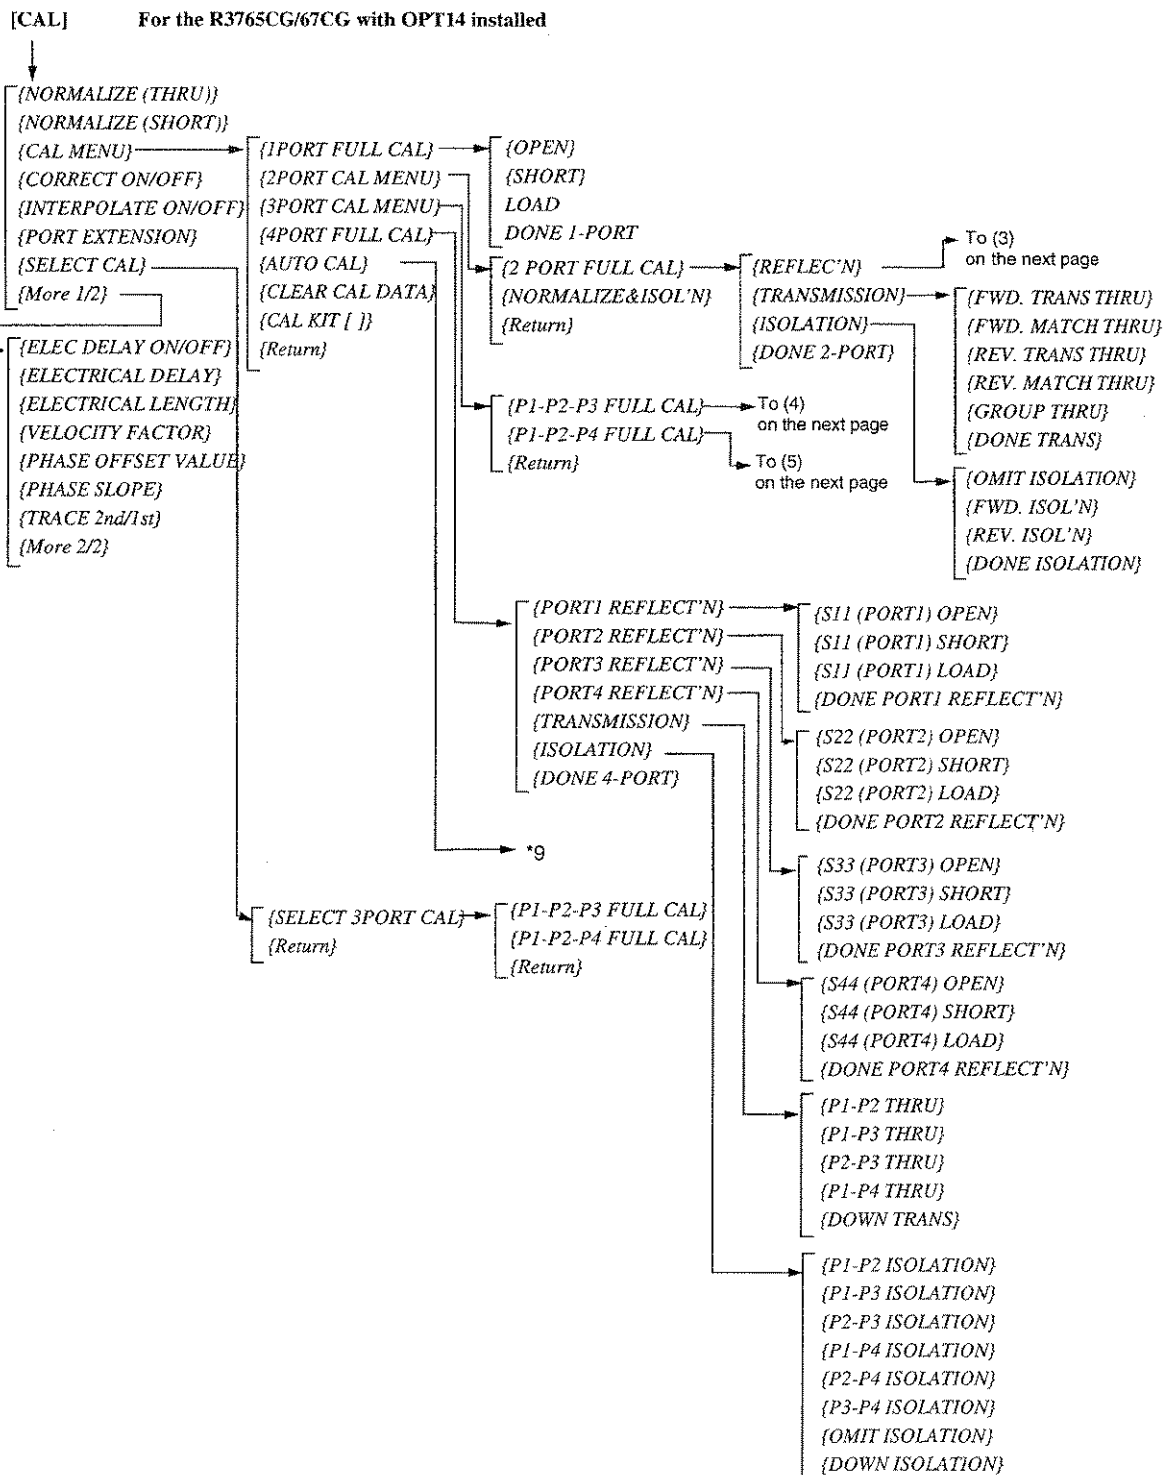 [CAL] For the R3765CG/67CG with OPT14 installed
{NORMALIZE (THRU)}
{NORMALIZE (SHORT)}
{CAL MENU}
{CORRECT ON/OFF}
{INTERPOLATE ON/OFF}
{PORT EXTENSION}
{SELECT CAL}
{More 1/2}
{ELEC DELAY ON/OFF}
{ELECTRICAL DELAY}
{ELECTRICAL LENGTH}
{VELOCITY FACTOR}
{PHASE OFFSET VALUE}
{PHASE SLOPE}
{TRACE 2nd/1st}
{More 2/2}
{1PORT FULL CAL}
{2PORT CAL MENU}
{3PORT CAL MENU}
{4PORT FULL CAL}
{AUTO CAL}
{CLEAR CAL DATA}
{CAL KIT [ ]}
{Return}
{OPEN}
{SHORT}
LOAD
DONE 1-PORT
{2 PORT FULL CAL}
{NORMALIZE&ISOL'N}
{Return}
{REFLEC'N}
{TRANSMISSION}
{ISOLATION}
{DONE 2-PORT}
To (3)
on the next page
{FWD. TRANS THRU}
{FWD. MATCH THRU}
{REV. TRANS THRU}
{REV. MATCH THRU}
{GROUP THRU}
{DONE TRANS}
{OMIT ISOLATION}
{FWD. ISOL'N}
{REV. ISOL'N}
{DONE ISOLATION}
{P1-P2-P3 FULL CAL}
{P1-P2-P4 FULL CAL}
{Return}
To (4)
on the next page
To (5)
on the next page
{PORT1 REFLECT'N}
{PORT2 REFLECT'N}
{PORT3 REFLECT'N}
{PORT4 REFLECT'N}
{TRANSMISSION}
{ISOLATION}
{DONE 4-PORT}
{S11 (PORT1) OPEN}
{S11 (PORT1) SHORT}
{S11 (PORT1) LOAD}
{DONE PORT1 REFLECT'N}
{S22 (PORT2) OPEN}
{S22 (PORT2) SHORT}
{S22 (PORT2) LOAD}
{DONE PORT2 REFLECT'N}
*9
{S33 (PORT3) OPEN}
{S33 (PORT3) SHORT}
{S33 (PORT3) LOAD}
{DONE PORT3 REFLECT'N}
{SELECT 3PORT CAL}
{Return}
{P1-P2-P3 FULL CAL}
{P1-P2-P4 FULL CAL}
{Return}
{S44 (PORT4) OPEN}
{S44 (PORT4) SHORT}
{S44 (PORT4) LOAD}
{DONE PORT4 REFLECT'N}
{P1-P2 THRU}
{P1-P3 THRU}
{P2-P3 THRU}
{P1-P4 THRU}
{DOWN TRANS}
{P1-P2 ISOLATION}
{P1-P3 ISOLATION}
{P2-P3 ISOLATION}
{P1-P4 ISOLATION}
{P2-P4 ISOLATION}
{P3-P4 ISOLATION}
{OMIT ISOLATION}
{DOWN ISOLATION}